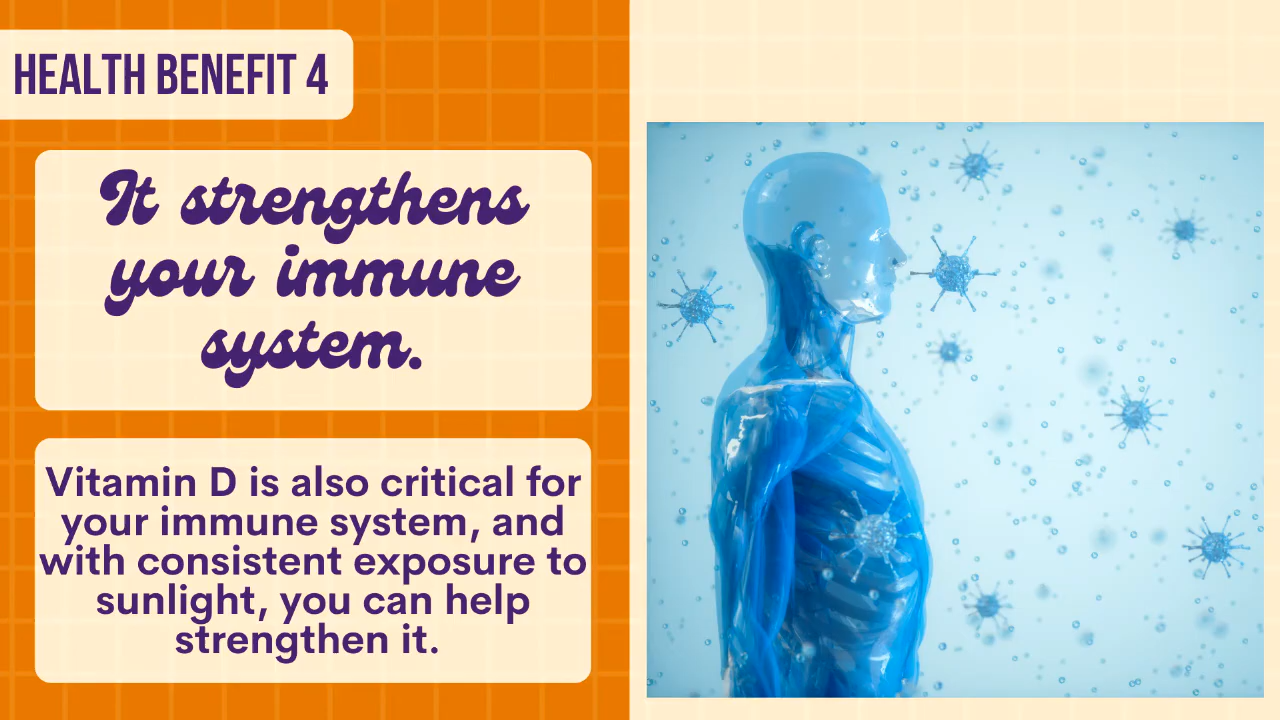 HEALTH BENEFIT 4
It strengthens
your immune
system.
Vitamin D is also critical for
your immune system, and
with consistent exposure to
sunlight, you can help
strengthen it.